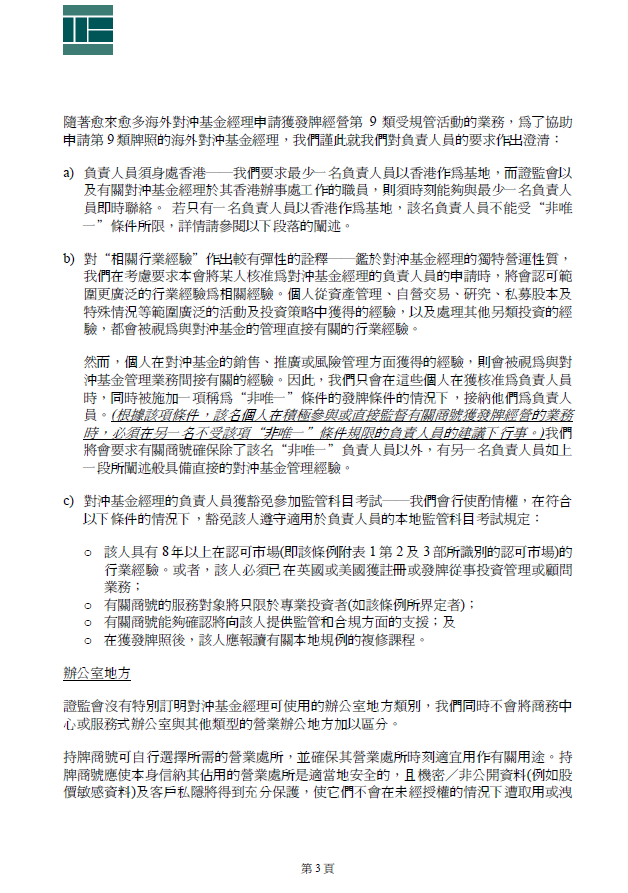 隨著愈來愈多海外對沖基金經理申請獲發牌經營第 9 類受規管活動的業務，爲了協助
申請第 9 類牌照的海外對沖基金經理，我們謹此就我們對負責人員的要求作出澄清：
a) 負責人員須身處香港──我們要求最少一名負責人員以香港作爲基地，而證監會以
及有關對沖基金經理於其香港辦事處工作的職員，則須時刻能夠與最少一名負責人
員即時聯絡。 若只有一名負責人員以香港作爲基地，該名負責人員不能受“非唯
一”條件所限，詳情請參閱以下段落的闡述。
b) 對“相關行業經驗”作出較有彈性的詮釋──鑑於對沖基金經理的獨特營運性質，
我們在考慮要求本會將某人核准爲對沖基金經理的負責人員的申請時，將會認可範
圍更廣泛的行業經驗爲相關經驗。個人從資產管理、自營交易、研究、私募股本及
特殊情況等範圍廣泛的活動及投資策略中獲得的經驗，以及處理其他另類投資的經
驗，都會被視爲與對沖基金的管理直接有關的行業經驗。
然而，個人在對沖基金的銷售、推廣或風險管理方面獲得的經驗，則會被視爲與對
沖基金管理業務間接有關的經驗。因此，我們只會在這些個人在獲核准爲負責人員
時，同時被施加一項稱爲“非唯一”條件的發牌條件的情況下，接納他們爲負責人
員。(根據該項條件，該名個人在積極參與或直接監督有關商號獲發牌經營的業務
時，必須在另一名不受該項“非唯一”條件規限的負責人員的建議下行事。)我們
將會要求有關商號確保除了該名“非唯一”負責人員以外，有另一名負責人員如上
一段所闡述般具備直接的對沖基金管理經驗。
c) 對沖基金經理的負責人員獲豁免參加監管科目考試──我們會行使酌情權，在符合
以下條件的情況下，豁免該人遵守適用於負責人員的本地監管科目考試規定：
○ 該人具有 8 年以上在認可市場(即該條例附表 1 第 2 及 3 部所識別的認可市場)的
行業經驗。或者，該人必須已在英國或美國獲註冊或發牌從事投資管理或顧問
業務；
○ 有關商號的服務對象將只限於專業投資者(如該條例所界定者)；
○ 有關商號能夠確認將向該人提供監管和合規方面的支援；及
○ 在獲發牌照後，該人應報讀有關本地規例的複修課程。
辦公室地方
證監會沒有特別訂明對沖基金經理可使用的辦公室地方類別，我們同時不會將商務中
心或服務式辦公室與其他類型的營業辦公地方加以區分。
持牌商號可自行選擇所需的營業處所，並確保其營業處所時刻適宜用作有關用途。持
牌商號應使本身信納其佔用的營業處所是適當地安全的，且機密／非公開資料(例如股
價敏感資料)及客戶私隱將得到充分保護，使它們不會在未經授權的情況下遭取用或洩
第 3 頁